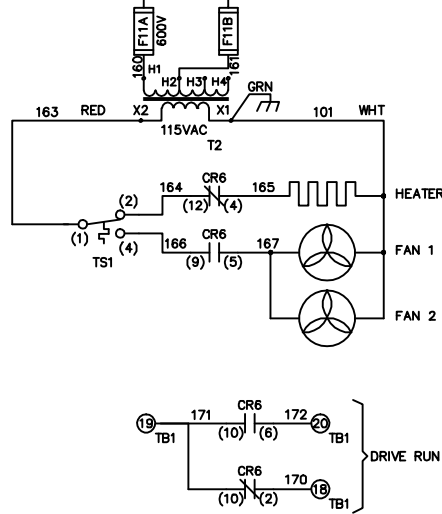 F11A
600V
F11B
160
161
H1
H2
H3
H4
GRN
163
RED
X2
X1
101
WHT
115VAC
T2
CR6
164
165
(2)
(12)
(4)
HEATER
(1)
CR6
(4)
166
167
FAN 1
TS1
(9)
(5)
FAN 2
CR6
19
171
172
20
TB1
(10)
(6)
TB1
DRIVE RUN
CR6
170
18
(10)
(2)
TB1